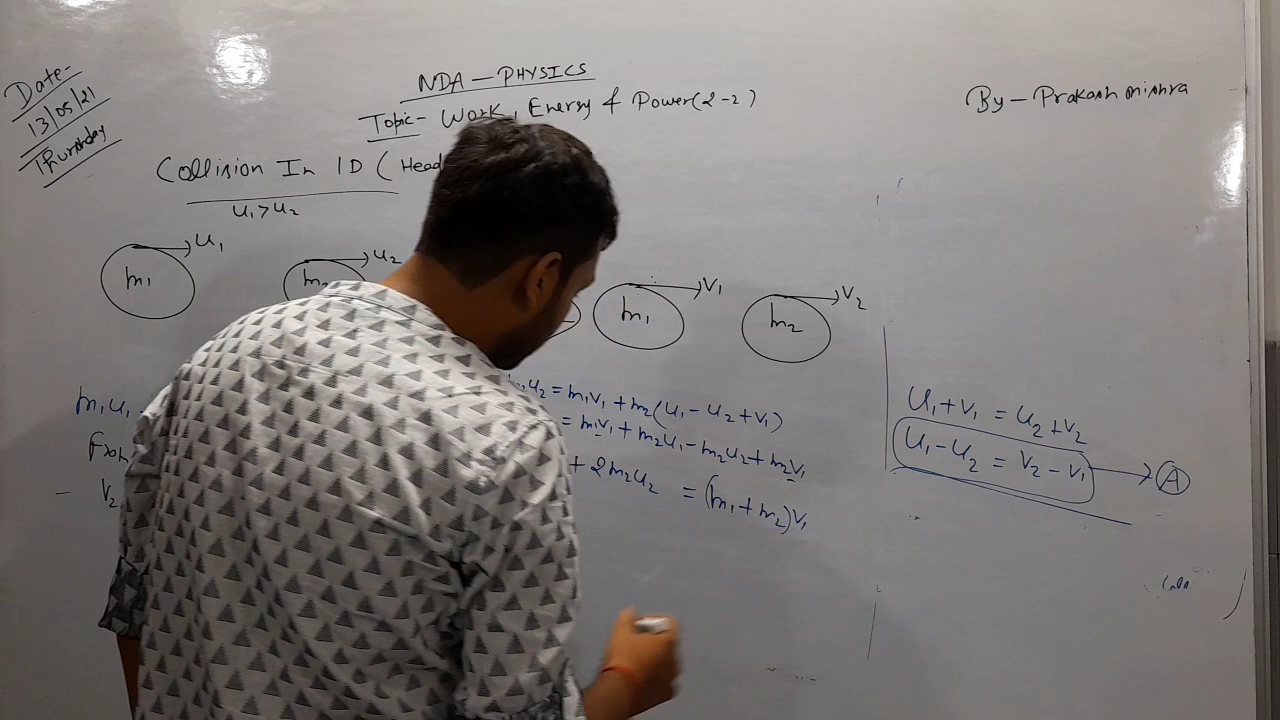 Date-
13/05/21
Thursday
NDA - PHYSICS
Topic - Work, Energy & Power(2-2)
By - Prakash mishra
Collision In 1D ( Head
u₁ > u₂
m₁ → u₁
→ u₂
m₁ → v₁
m₂ → v₂
m₁u₁
u₂ = m₁v₁ + m₂(u₁ - u₂ + v₁)
From
= m₁v₁ + m₂u₁ - m₂u₂ + m₂v₁
- v₂
+ 2m₂u₂ = (m₁ + m₂)v₁
u₁ + v₁ = u₂ + v₂
u₁ - u₂ = v₂ - v₁ → A